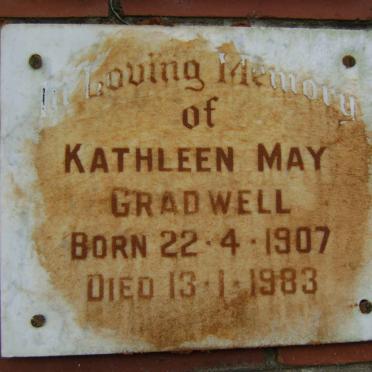 In Loving Memory
of
KATHLEEN MAY
GRADWELL
BORN 22·4·1907
DIED 13·1·1983